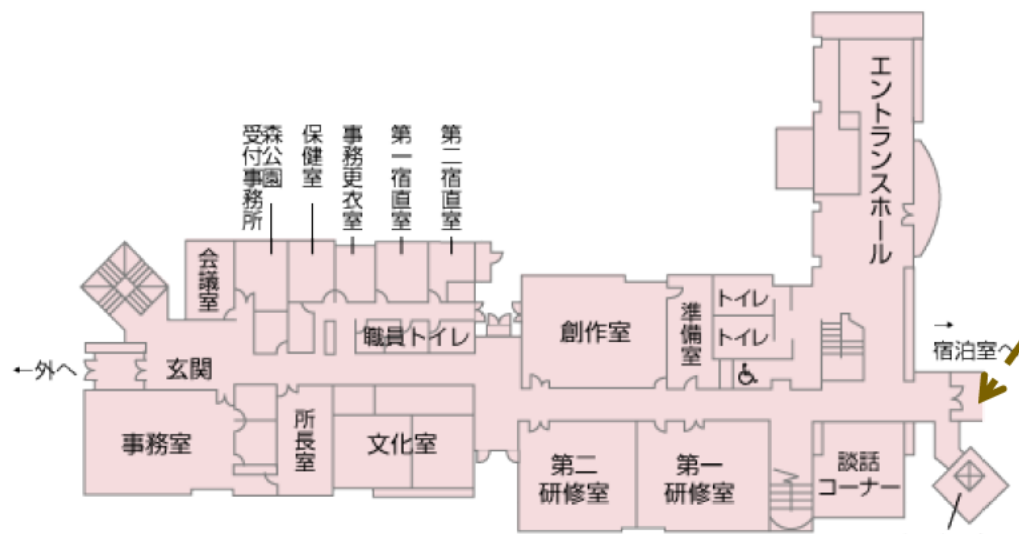 エントランスホール
森公園
受付事務所
保健室
事務更衣室
第一宿直室
第二宿直室
会議室
職員トイレ
創作室
準備室
トイレ
トイレ
→
宿泊室へ
←外へ
玄関
事務室
所長室
文化室
第二
研修室
第一
研修室
談話
コーナー